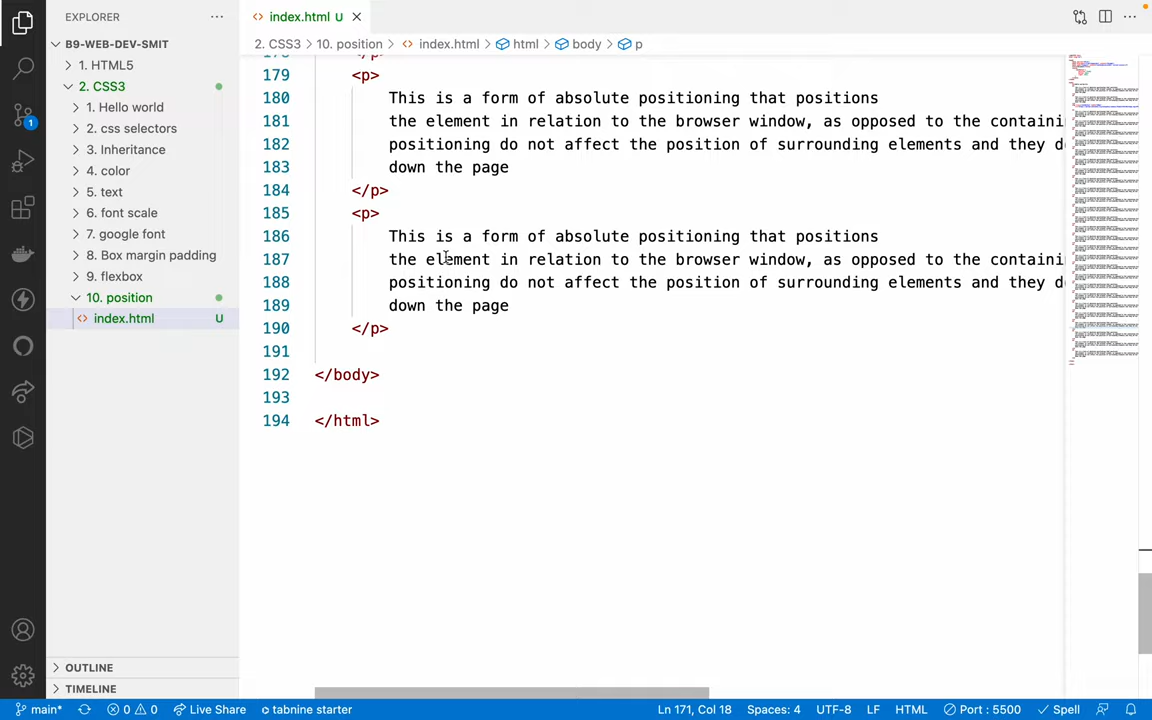 EXPLORER
index.html U
B9-WEB-DEV-SMIT
2. CSS3 > 10. position > index.html > html > body > p
1. HTML5
2. CSS3
1. Hello world
2. css selectors
3. Inheritance
4. color
5. text
6. font scale
7. google font
8. Box margin padding
9. flexbox
10. position
index.html U
1
179 <p>
180 This is a form of absolute positioning that positions
181 the element in relation to the browser window, as opposed to the containi
182 positioning do not affect the position of surrounding elements and they d
183 down the page
184 </p>
185 <p>
186 This is a form of absolute positioning that positions
187 the element in relation to the browser window, as opposed to the containi
188 positioning do not affect the position of surrounding elements and they d
189 down the page
190 </p>
191
192 </body>
193
194 </html>
OUTLINE
TIMELINE
main* 0 0 Live Share tabnine starter Ln 171, Col 18 Spaces: 4 UTF-8 LF HTML Port : 5500 Spell